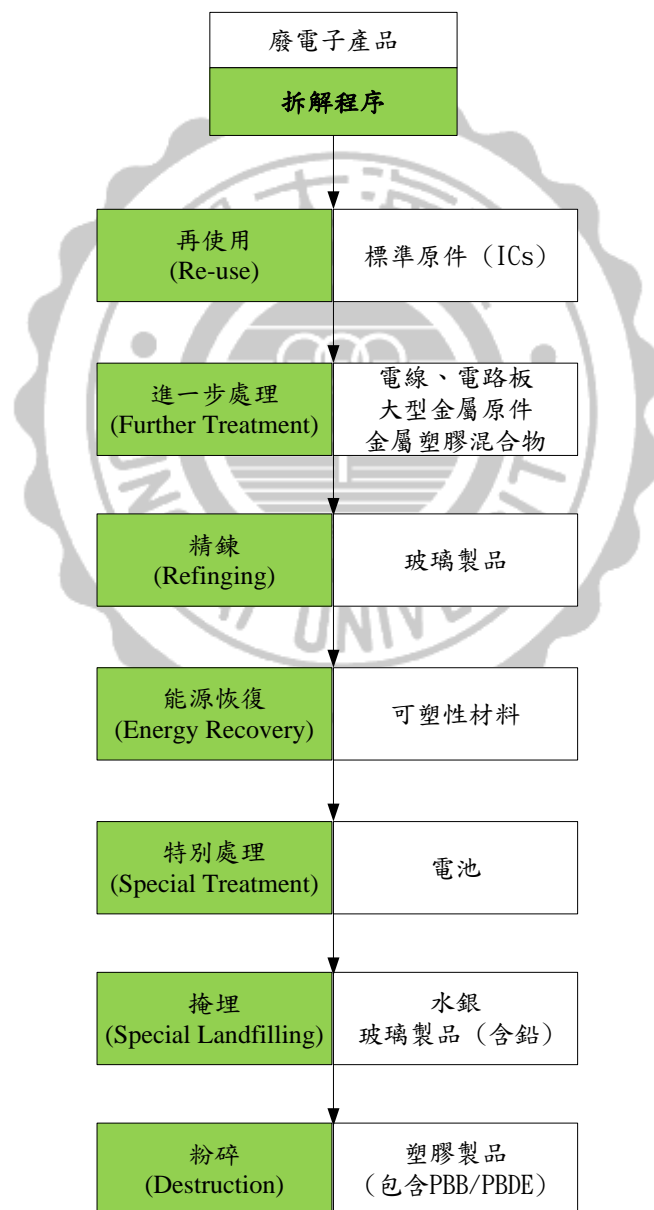 廢電子產品
拆解程序
再使用
(Re-use)
標準原件 (ICs)
進一步處理
(Further Treatment)
電線、電路板
大型金屬原件
金屬塑膠混合物
精鍊
(Refinging)
玻璃製品
能源恢復
(Energy Recovery)
可塑性材料
特別處理
(Special Treatment)
電池
掩埋
(Special Landfilling)
水銀
玻璃製品 (含鉛)
粉碎
(Destruction)
塑膠製品
(包含PBB/PBDE)